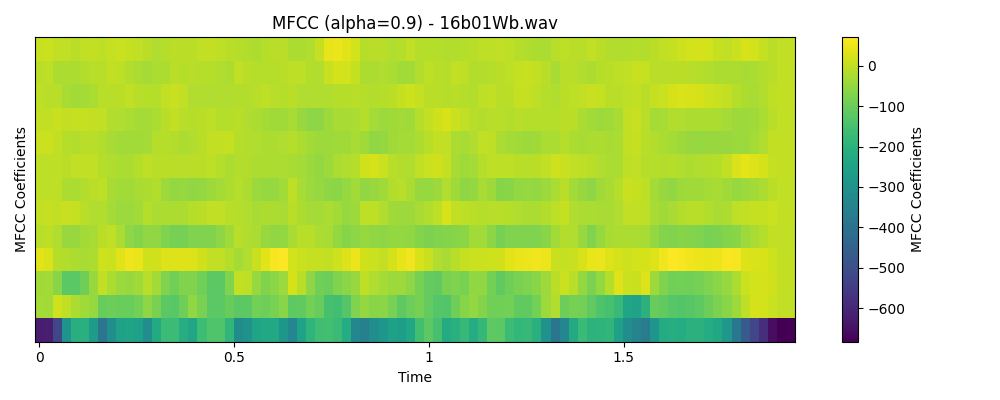 MFCC (alpha=0.9) - 16b01Wb.wav
MFCC Coefficients
0
0.5
1
1.5
Time
0
−100
−200
−300
−400
−500
−600
MFCC Coefficients